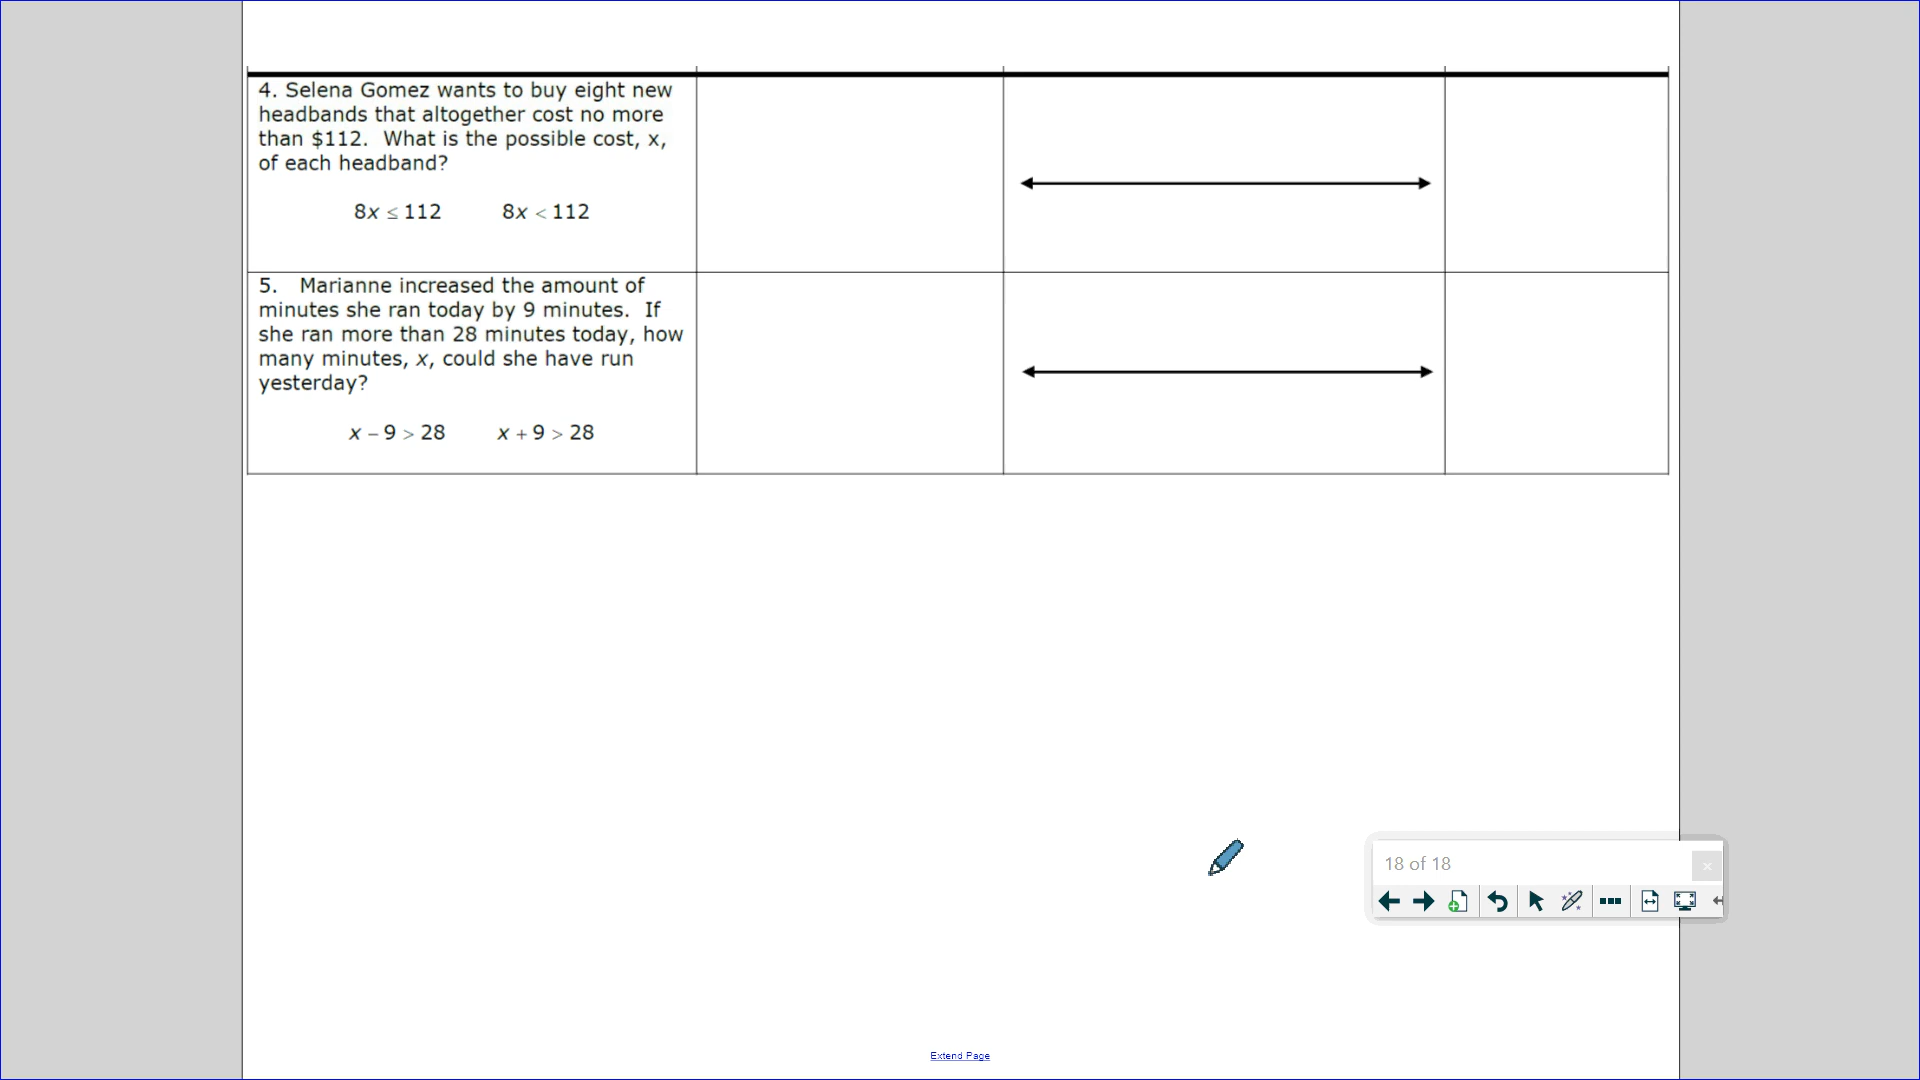 4. Selena Gomez wants to buy eight new
headbands that altogether cost no more
than $112.  What is the possible cost, x,
of each headband?
8x ≤ 112 8x < 112
5. Marianne increased the amount of
minutes she ran today by 9 minutes.  If
she ran more than 28 minutes today, how
many minutes, x, could she have run
yesterday?
x – 9 > 28 x + 9 > 28
18 of 18
Extend Page